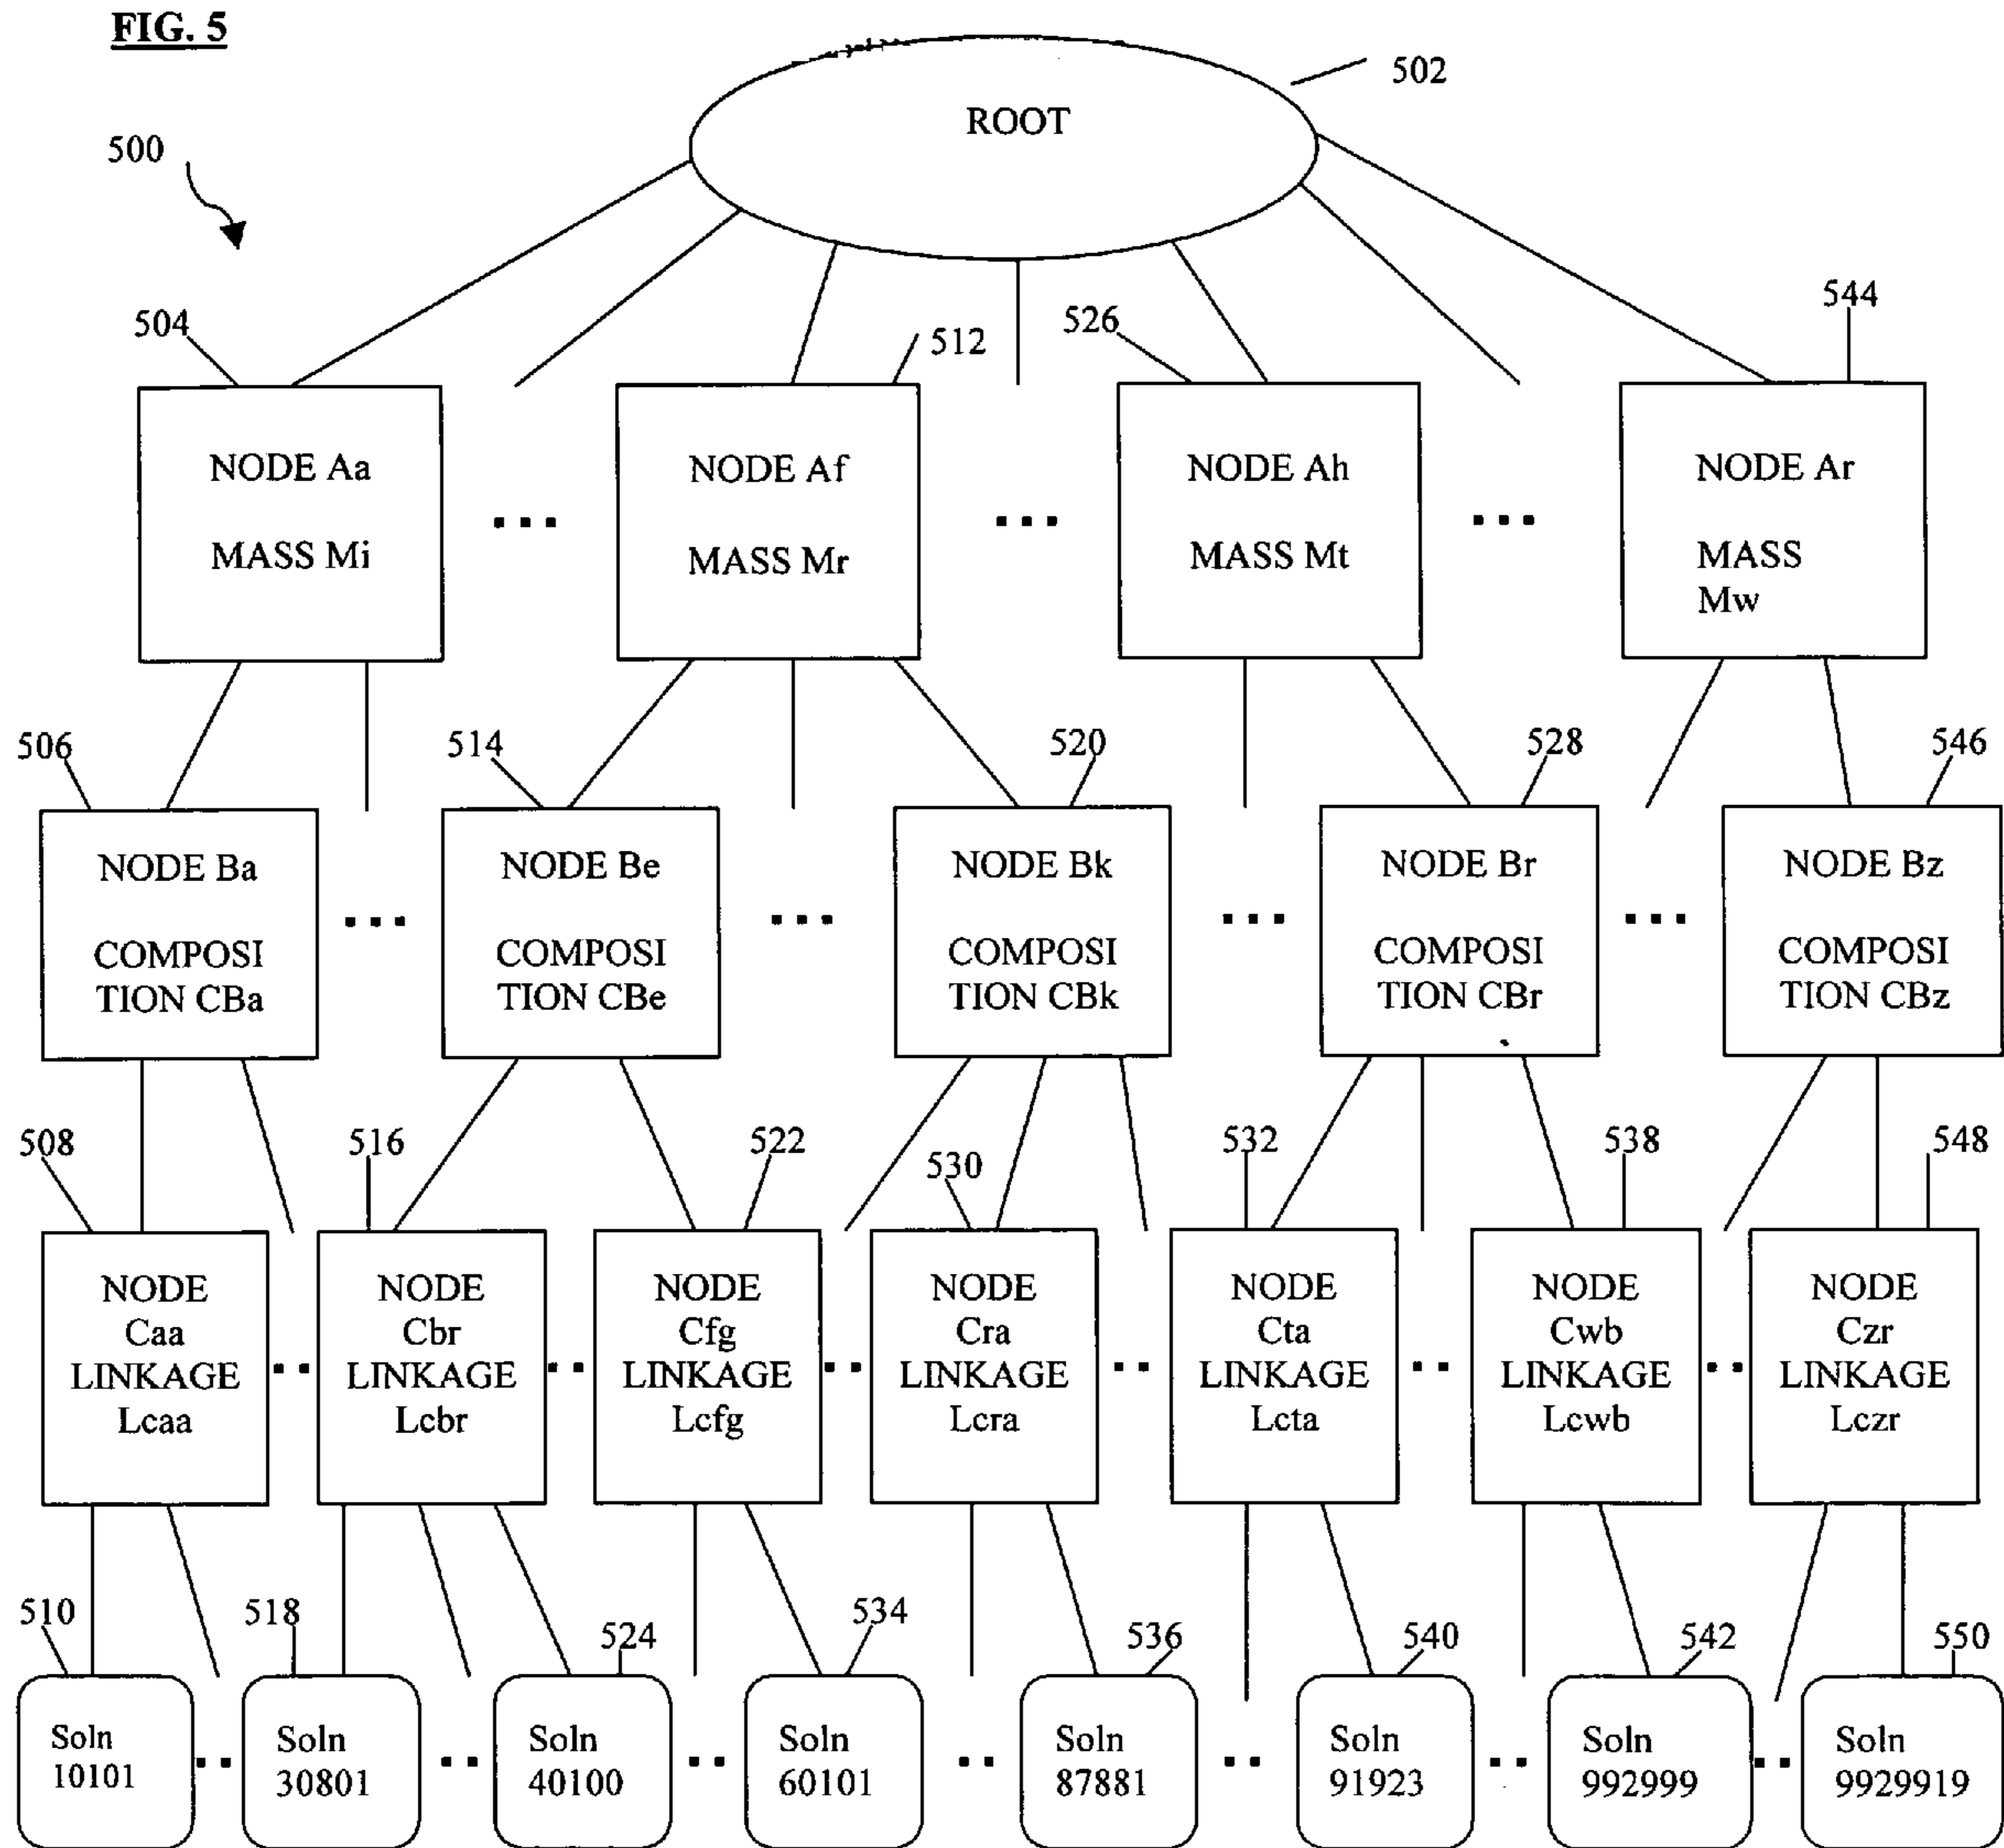 FIG. 5
502
ROOT
500
504
512
526
544
NODE Aa
MASS Mi
NODE Af
MASS Mr
NODE Ah
MASS Mt
NODE Ar
MASS
Mw
...
...
...
506
514
520
528
546
NODE Ba
COMPOSI
TION CBa
NODE Be
COMPOSI
TION CBe
NODE Bk
COMPOSI
TION CBk
NODE Br
COMPOSI
TION CBr
NODE Bz
COMPOSI
TION CBz
...
...
...
...
508
516
522
530
532
538
548
NODE
Caa
LINKAGE
Lcaa
NODE
Cbr
LINKAGE
Lcbr
NODE
Cfg
LINKAGE
Lcfg
NODE
Cra
LINKAGE
Lcra
NODE
Cta
LINKAGE
Lcta
NODE
Cwb
LINKAGE
Lcwb
NODE
Czr
LINKAGE
Lczr
..
..
..
..
..
..
510
518
524
534
536
540
542
550
Soln
10101
Soln
30801
Soln
40100
Soln
60101
Soln
87881
Soln
91923
Soln
992999
Soln
9929919
..
..
..
..
..
..
..